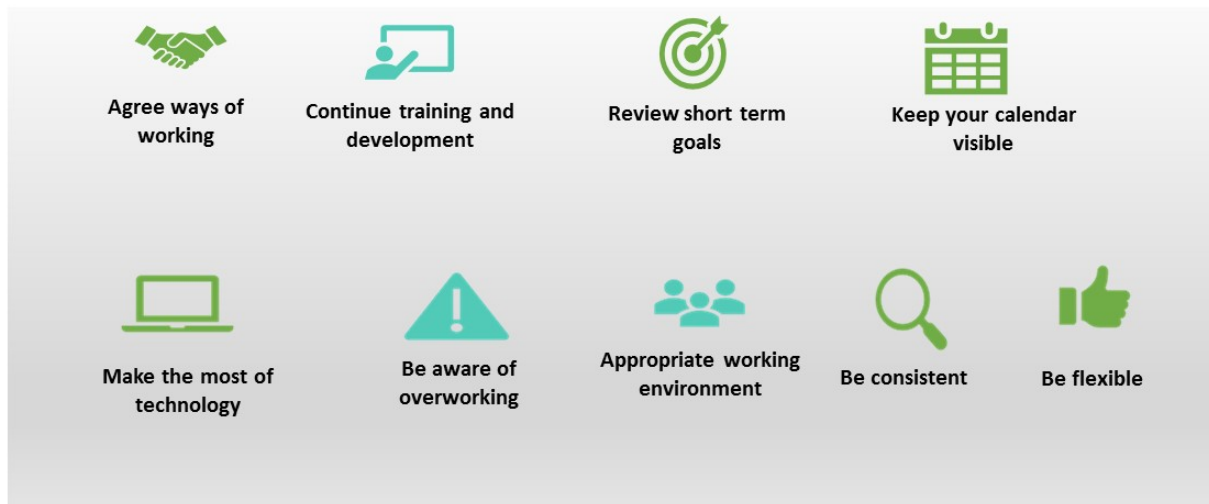 Agree ways of
working
Continue training and
development
Review short term
goals
Keep your calendar
visible
Make the most of
technology
Be aware of
overworking
Appropriate working
environment
Be consistent
Be flexible